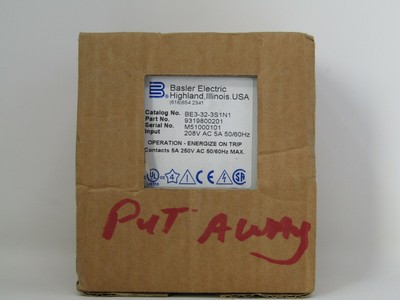 Basler Electric
Highland, Illinois. USA
(618)654 2341
Catalog No. BE3-32-3S1N1
Part No. 9319800201
Serial No. M51000101
Input 208V AC 5A 50/60Hz
OPERATION - ENERGIZE ON TRIP
Contacts 5A 250V AC 50/60Hz MAX.
PUT AWAY